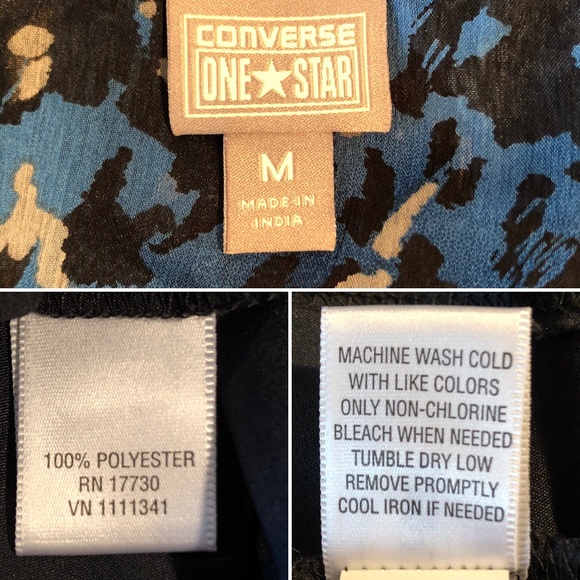 CONVERSE
ONE★STAR
M
MADE IN
INDIA
100% POLYESTER
RN 17730
VN 1111341
MACHINE WASH COLD
WITH LIKE COLORS
ONLY NON-CHLORINE
BLEACH WHEN NEEDED
TUMBLE DRY LOW
REMOVE PROMPTLY
COOL IRON IF NEEDED